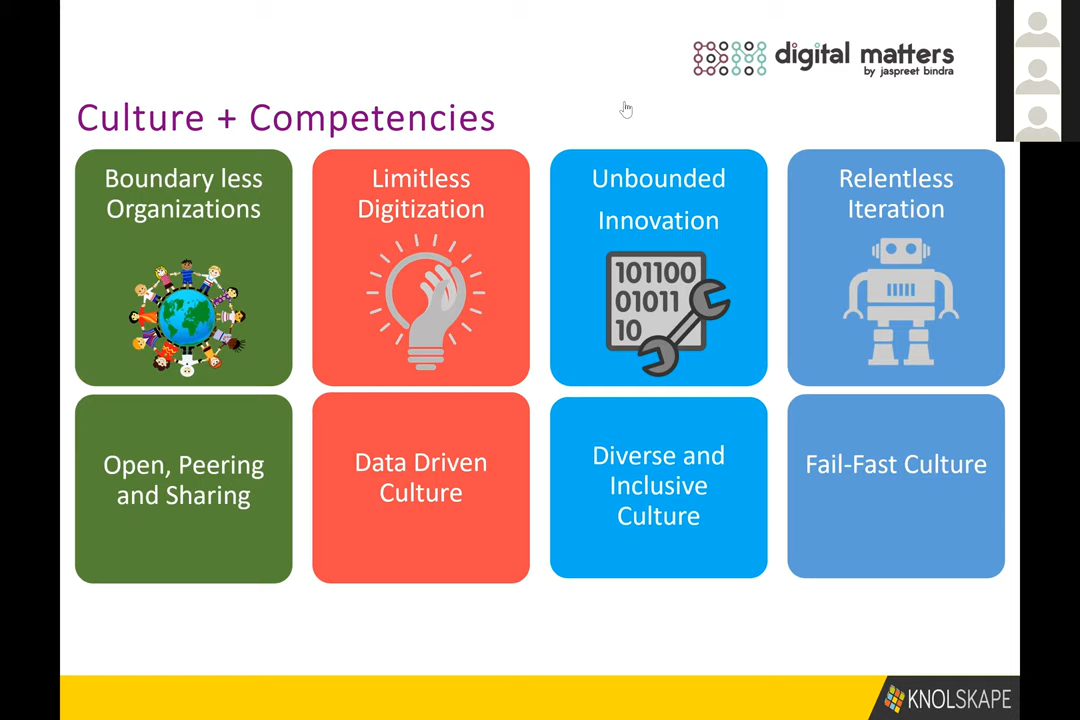 digital matters
by jaspreet bindra
Culture + Competencies
Boundary less
Organizations
Limitless
Digitization
Unbounded
Innovation
Relentless
Iteration
101100
01011
10
Open, Peering
and Sharing
Data Driven
Culture
Diverse and
Inclusive
Culture
Fail-Fast Culture
KNOLSKAPE